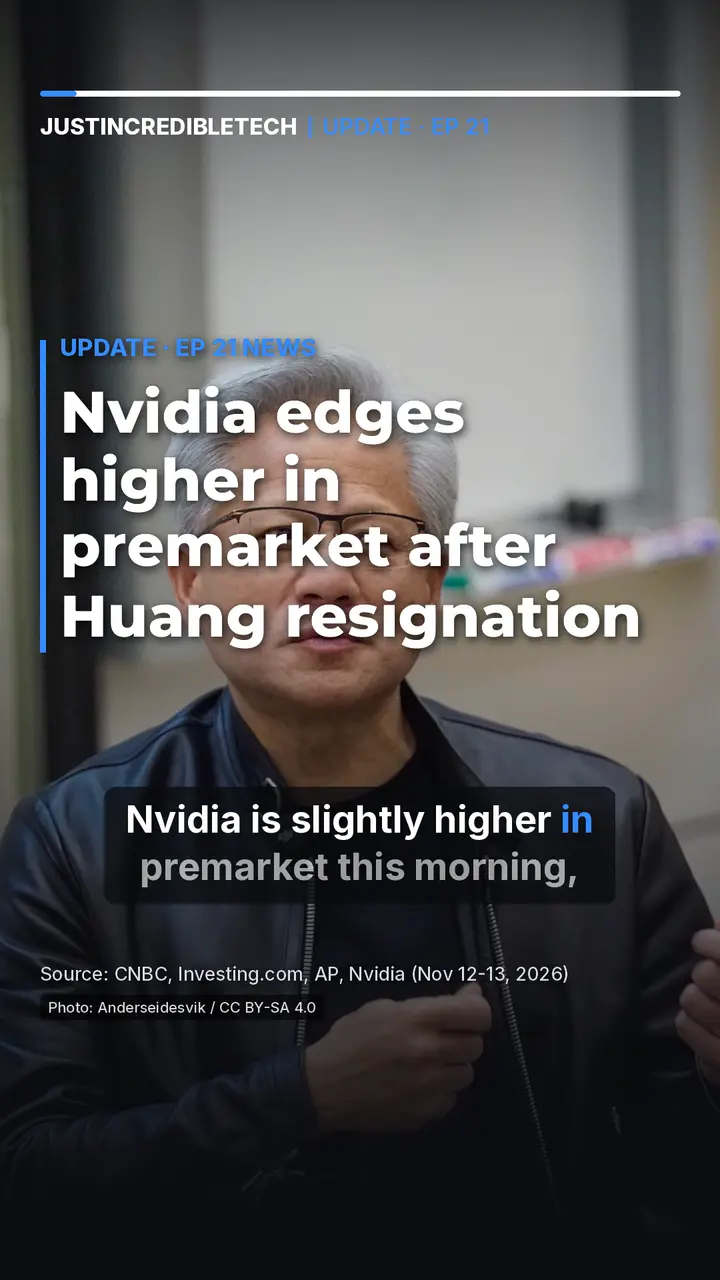 JUSTINCREDIBLETECH | UPDATE · EP 21
UPDATE · EP 21 NEWS
Nvidia edges
higher in
premarket after
Huang resignation
Nvidia is slightly higher in
premarket this morning,
Source: CNBC, Investing.com, AP, Nvidia (Nov 12-13, 2026)
Photo: Anderseidesvik / CC BY-SA 4.0